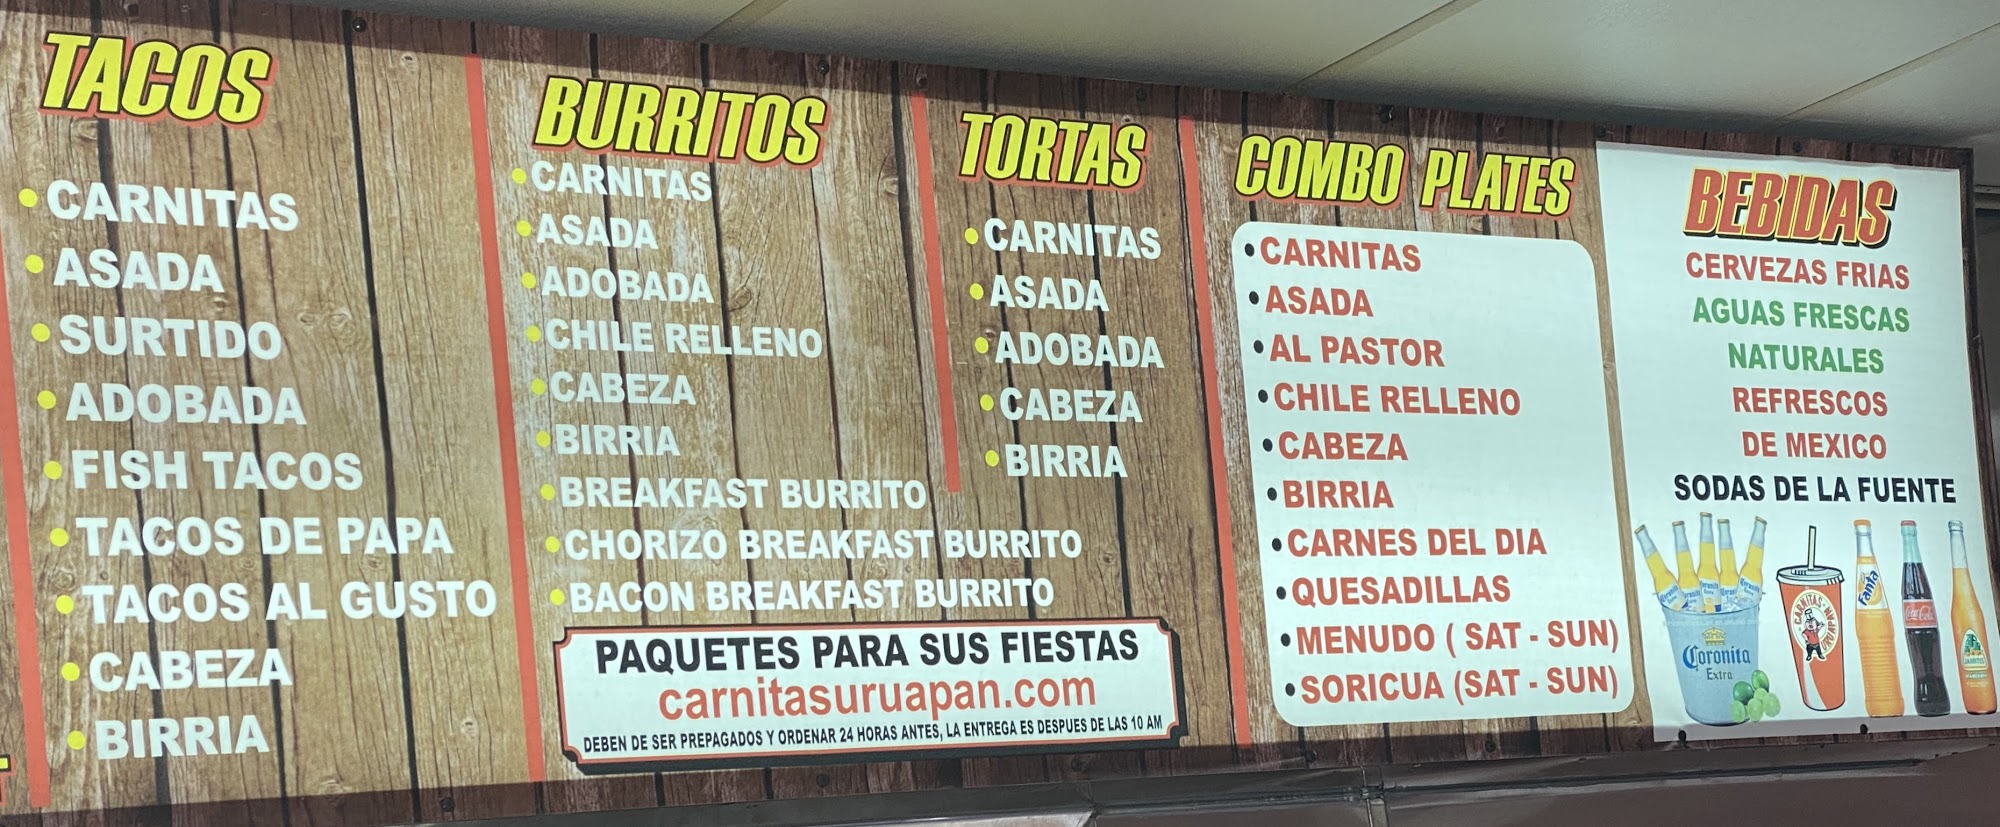 TACOS
• CARNITAS
• ASADA
• SURTIDO
• ADOBADA
• FISH TACOS
• TACOS DE PAPA
• TACOS AL GUSTO
• CABEZA
• BIRRIA
BURRITOS
• CARNITAS
• ASADA
• ADOBADA
• CHILE RELLENO
• CABEZA
• BIRRIA
• BREAKFAST BURRITO
• CHORIZO BREAKFAST BURRITO
• BACON BREAKFAST BURRITO
TORTAS
• CARNITAS
• ASADA
• ADOBADA
• CABEZA
• BIRRIA
PAQUETES PARA SUS FIESTAS
carnitasuruapan.com
DEBEN DE SER PREPAGADOS Y ORDENAR 24 HORAS ANTES, LA ENTREGA ES DESPUES DE LAS 10 AM
COMBO PLATES
• CARNITAS
• ASADA
• AL PASTOR
• CHILE RELLENO
• CABEZA
• BIRRIA
• CARNES DEL DIA
• QUESADILLAS
• MENUDO ( SAT - SUN)
• SORICUA (SAT - SUN)
BEBIDAS
CERVEZAS FRIAS
AGUAS FRESCAS
NATURALES
REFRESCOS
DE MEXICO
SODAS DE LA FUENTE
Coronita
Extra
CARNITAS URUAPAN
Fanta
Coca-Cola
JARRITOS